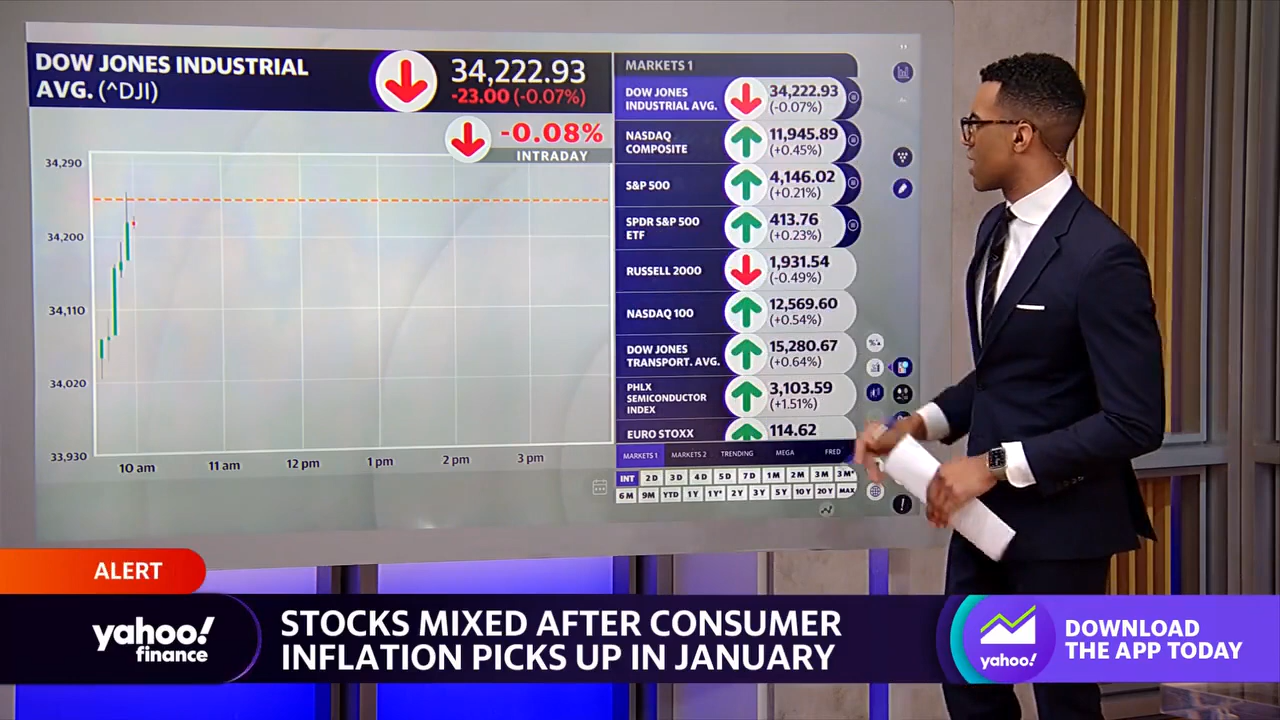 DOW JONES INDUSTRIAL
AVG. (^DJI)
34,222.93
-23.00 (-0.07%)
-0.08%
INTRADAY
34,290
34,200
34,110
34,020
33,930
10 am
11 am
12 pm
1 pm
2 pm
3 pm
MARKETS 1
DOW JONES
INDUSTRIAL AVG.
34,222.93
(-0.07%)
NASDAQ
COMPOSITE
11,945.89
(+0.45%)
S&P 500
4,146.02
(+0.21%)
SPDR S&P 500
ETF
413.76
(+0.23%)
RUSSELL 2000
1,931.54
(-0.49%)
NASDAQ 100
12,569.60
(+0.54%)
DOW JONES
TRANSPORT. AVG.
15,280.67
(+0.64%)
PHLX
SEMICONDUCTOR
INDEX
3,103.59
(+1.51%)
EURO STOXX
114.62
MARKETS 1 MARKETS 2 TRENDING MEGA FRED
INT 2D 3D 4D 5D 7D 1M 2M 3M 3M*
6M 9M YTD 1Y 1Y* 2Y 3Y 5Y 10Y 20Y MAX
ALERT
yahoo!
finance
STOCKS MIXED AFTER CONSUMER
INFLATION PICKS UP IN JANUARY
yahoo!
DOWNLOAD
THE APP TODAY